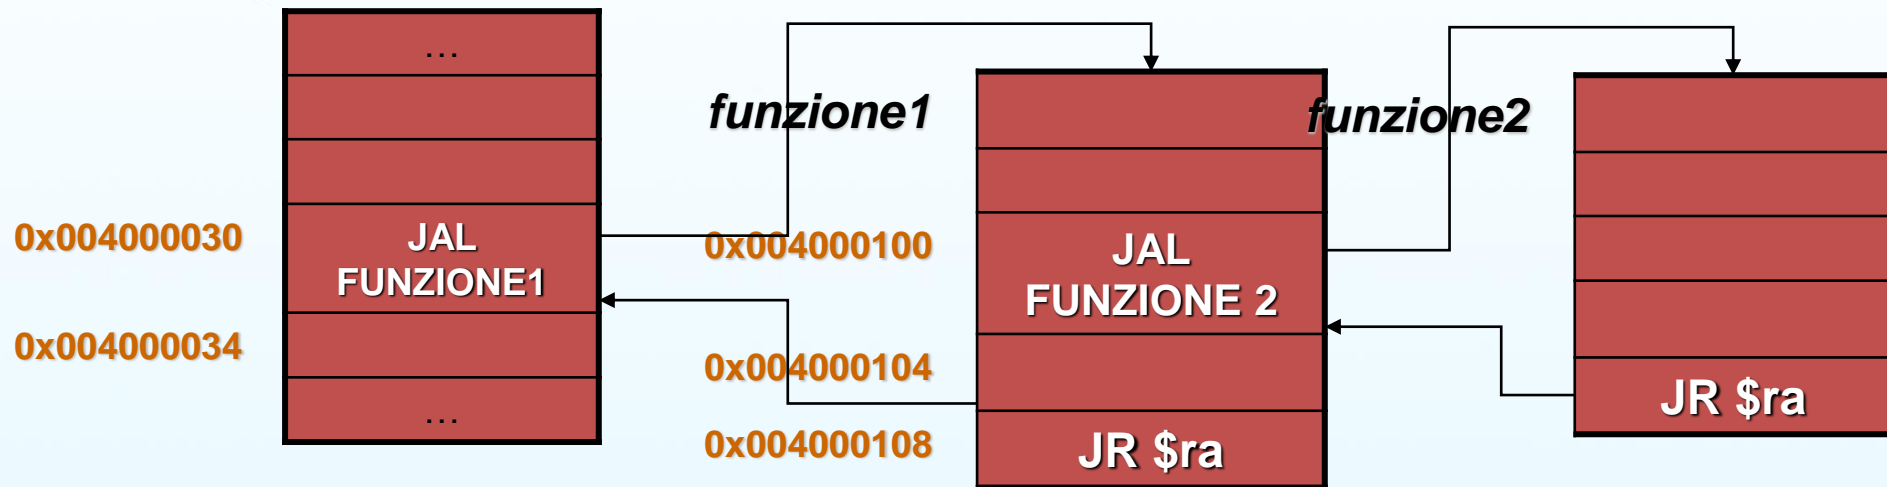 ...
funzione1
funzione2
0x004000030
JAL
FUNZIONE1
0x004000100
JAL
FUNZIONE 2
0x004000034
0x004000104
JR $ra
...
0x004000108
JR $ra